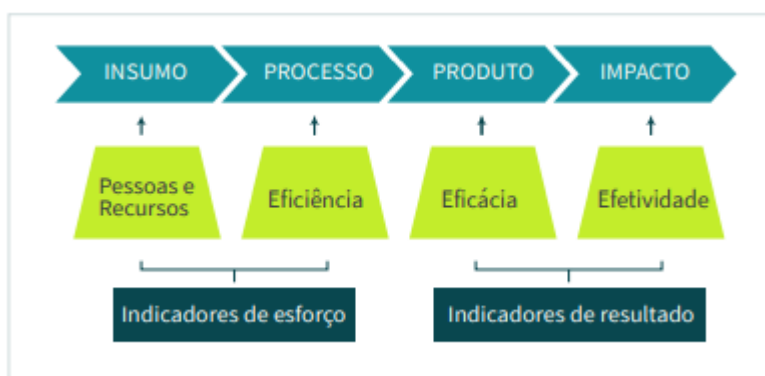 INSUMO
PROCESSO
PRODUTO
IMPACTO
Pessoas e
Recursos
Eficiência
Eficácia
Efetividade
Indicadores de esforço
Indicadores de resultado